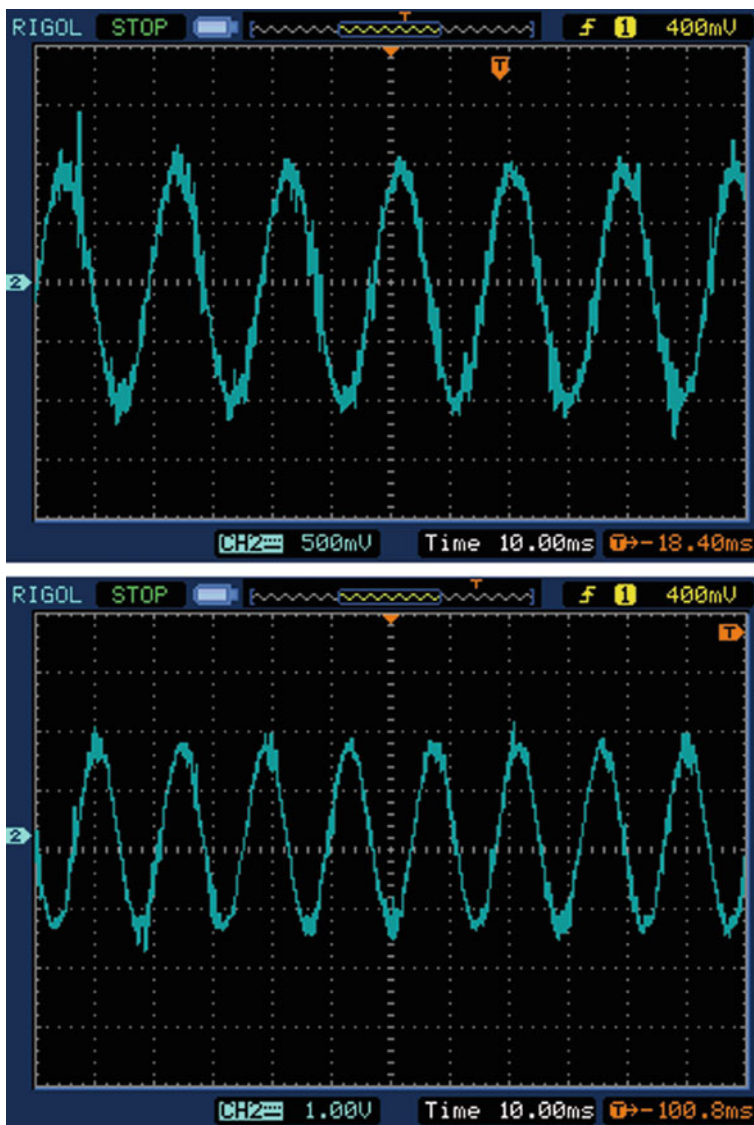 RIGOL STOP T 1 400mV
T
2
CH2 500mV Time 10.00ms T→-18.40ms
RIGOL STOP T 1 400mV
T
2
CH2 1.00V Time 10.00ms T→-100.8ms